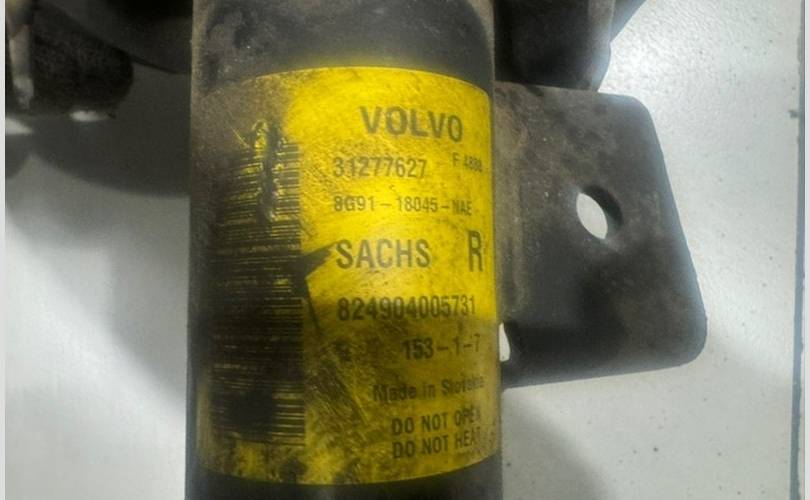 VOLVO
31277627 F 4880
8G91-18045-NAE
SACHS R
824904005731
153-1-7
Made in Slovakia
DO NOT OPEN
DO NOT HEAT